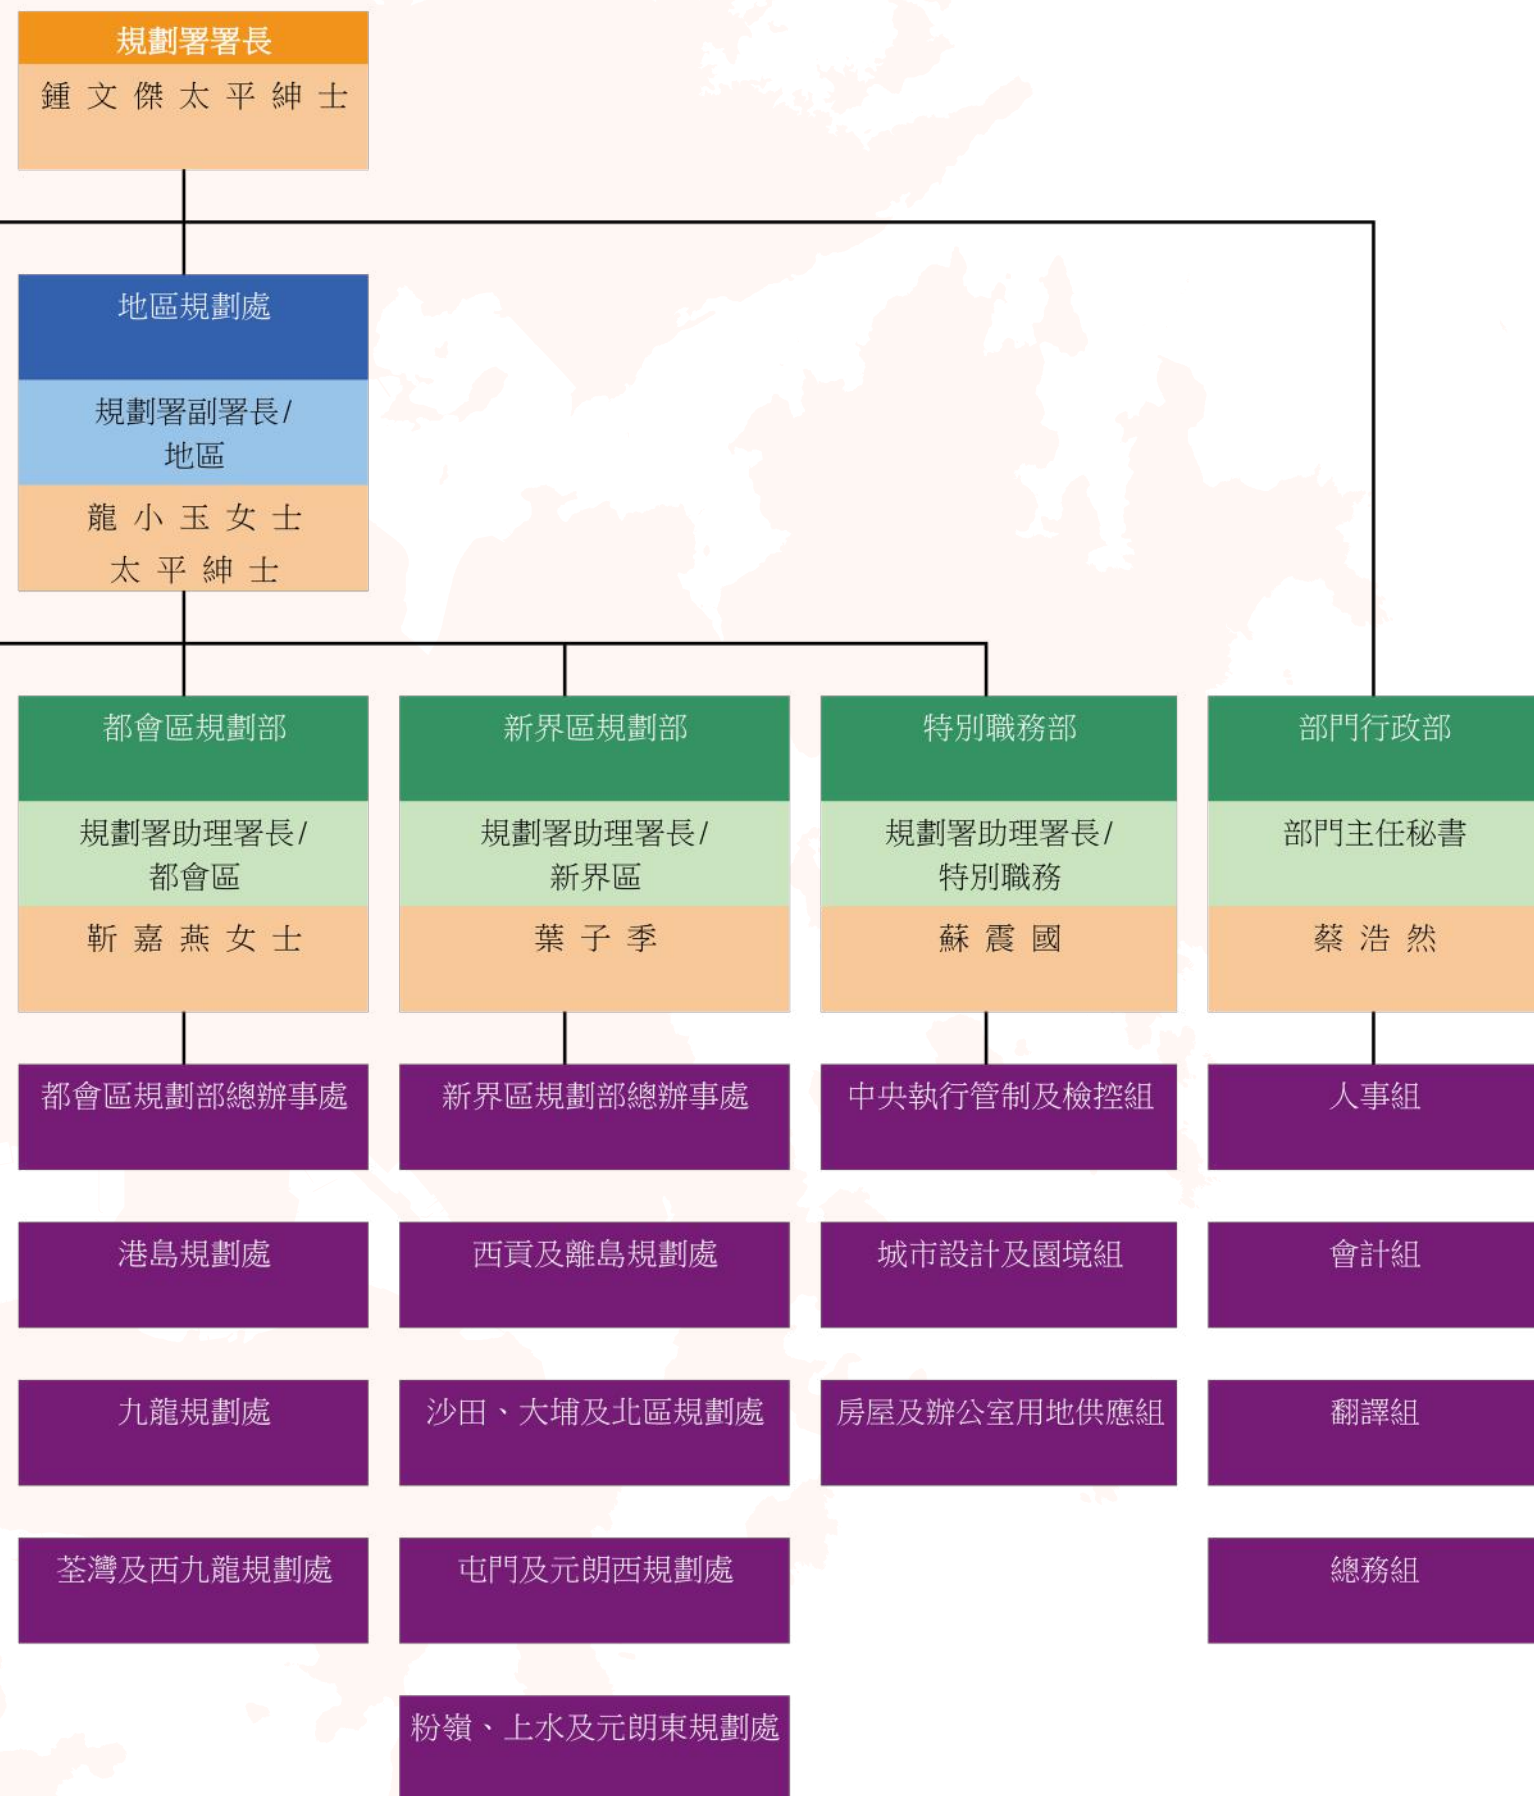 規劃署署長
鍾文傑太平紳士
地區規劃處
規劃署副署長/
地區
龍小玉女士
太平紳士
都會區規劃部
規劃署助理署長/
都會區
靳嘉燕女士
都會區規劃部總辦事處
港島規劃處
九龍規劃處
荃灣及西九龍規劃處
新界區規劃部
規劃署助理署長/
新界區
葉子季
新界區規劃部總辦事處
西貢及離島規劃處
沙田、大埔及北區規劃處
屯門及元朗西規劃處
粉嶺、上水及元朗東規劃處
特別職務部
規劃署助理署長/
特別職務
蘇震國
中央執行管制及檢控組
城市設計及園境組
房屋及辦公室用地供應組
部門行政部
部門主任秘書
蔡浩然
人事組
會計組
翻譯組
總務組